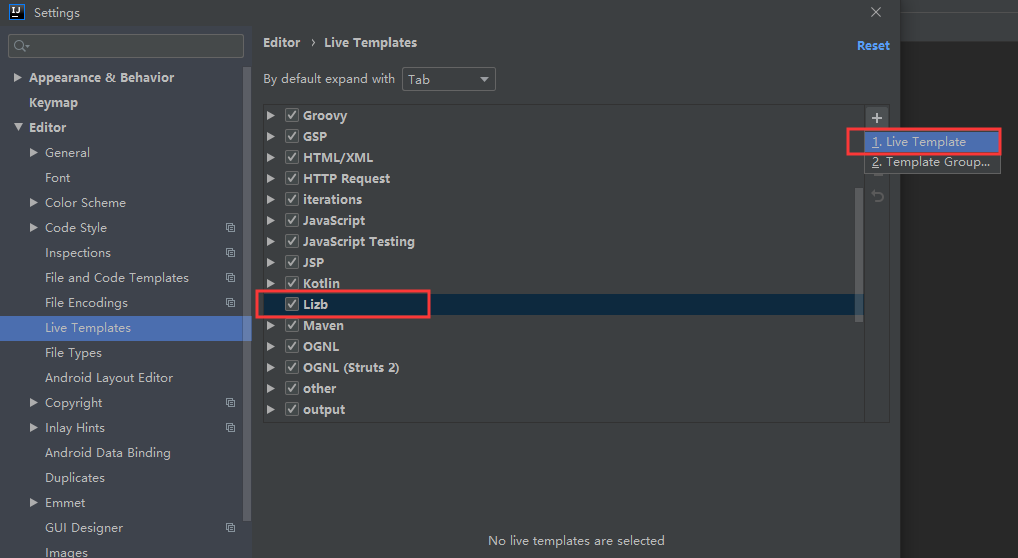 IJ
Settings
Appearance & Behavior
Keymap
Editor
General
Font
Color Scheme
Code Style
Inspections
File and Code Templates
File Encodings
Live Templates
File Types
Android Layout Editor
Copyright
Inlay Hints
Android Data Binding
Duplicates
Emmet
GUI Designer
Images
Editor › Live Templates
Reset
By default expand with Tab
Groovy
GSP
HTML/XML
HTTP Request
iterations
JavaScript
JavaScript Testing
JSP
Kotlin
Lizb
Maven
OGNL
OGNL (Struts 2)
other
output
1. Live Template
2. Template Group...
No live templates are selected